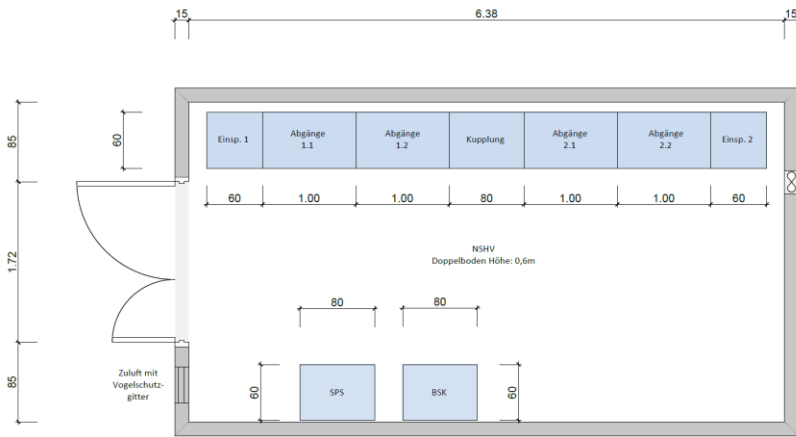 15
6.38
15
85
60
Einsp. 1
Abgänge
1.1
Abgänge
1.2
Kupplung
Abgänge
2.1
Abgänge
2.2
Einsp. 2
60
1.00
1.00
80
1.00
1.00
60
1.72
NSHV
Doppelboden Höhe: 0,6m
80
80
Zuluft mit
Vogelschutz-
gitter
85
60
SPS
BSK
60